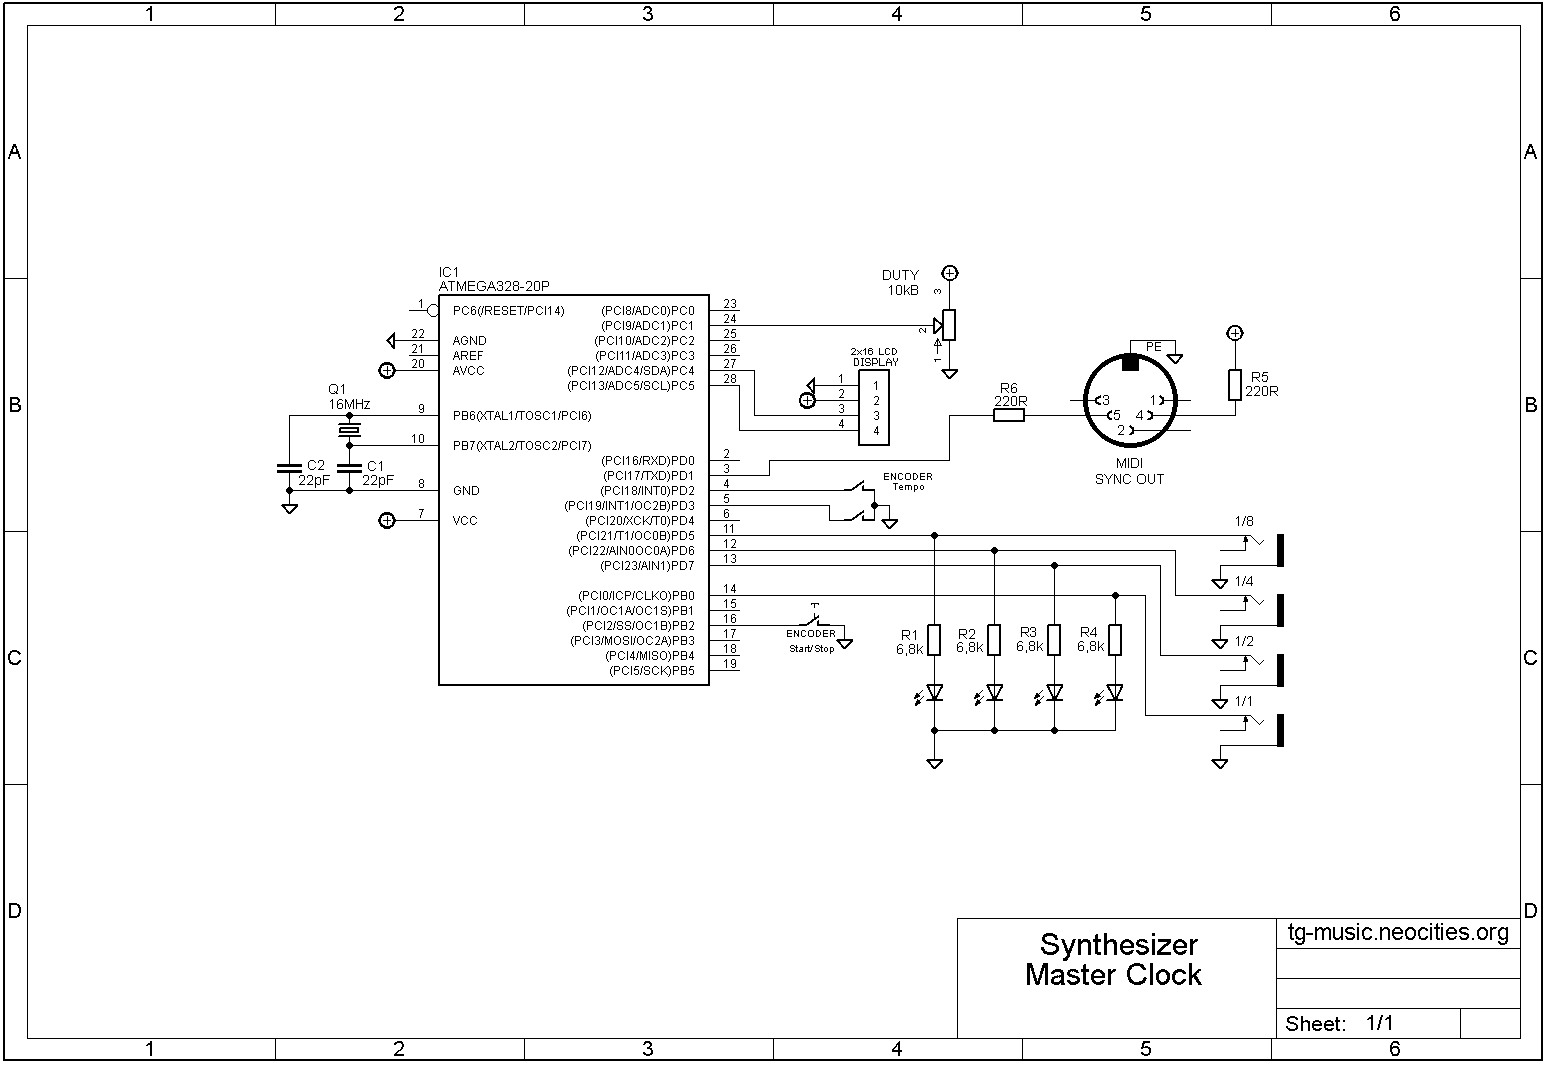 1 2 3 4 5 6
A A
IC1
ATMEGA328-20P
1 PC6(/RESET/PCI14)
22 AGND
21 AREF
20 AVCC
9 PB6(XTAL1/TOSC1/PCI6)
10 PB7(XTAL2/TOSC2/PCI7)
8 GND
7 VCC
(PCI8/ADC0)PC0 23
(PCI9/ADC1)PC1 24
(PCI10/ADC2)PC2 25
(PCI11/ADC3)PC3 26
(PCI12/ADC4/SDA)PC4 27
(PCI13/ADC5/SCL)PC5 28
(PCI16/RXD)PD0 2
(PCI17/TXD)PD1 3
(PCI18/INT0)PD2 4
(PCI19/INT1/OC2B)PD3 5
(PCI20/XCK/T0)PD4 6
(PCI21/T1/OC0B)PD5 11
(PCI22/AIN0OC0A)PD6 12
(PCI23/AIN1)PD7 13
(PCI0/ICP/CLKO)PB0 14
(PCI1/OC1A/OC1S)PB1 15
(PCI2/SS/OC1B)PB2 16
(PCI3/MOSI/OC2A)PB3 17
(PCI4/MISO)PB4 18
(PCI5/SCK)PB5 19
Q1
16MHz
C2
22pF
C1
22pF
DUTY
10kB
3
2
1
2x16 LCD
DISPLAY
1 1
2 2
3 3
4 4
B B
R6
220R
PE
3 1
5 4
2
MIDI
SYNC OUT
R5
220R
ENCODER
Tempo
ENCODER
Start/Stop
R1
6,8k
R2
6,8k
R3
6,8k
R4
6,8k
1/8
1/4
1/2
1/1
C C
D D
Synthesizer
Master Clock
tg-music.neocities.org
Sheet: 1/1
1 2 3 4 5 6